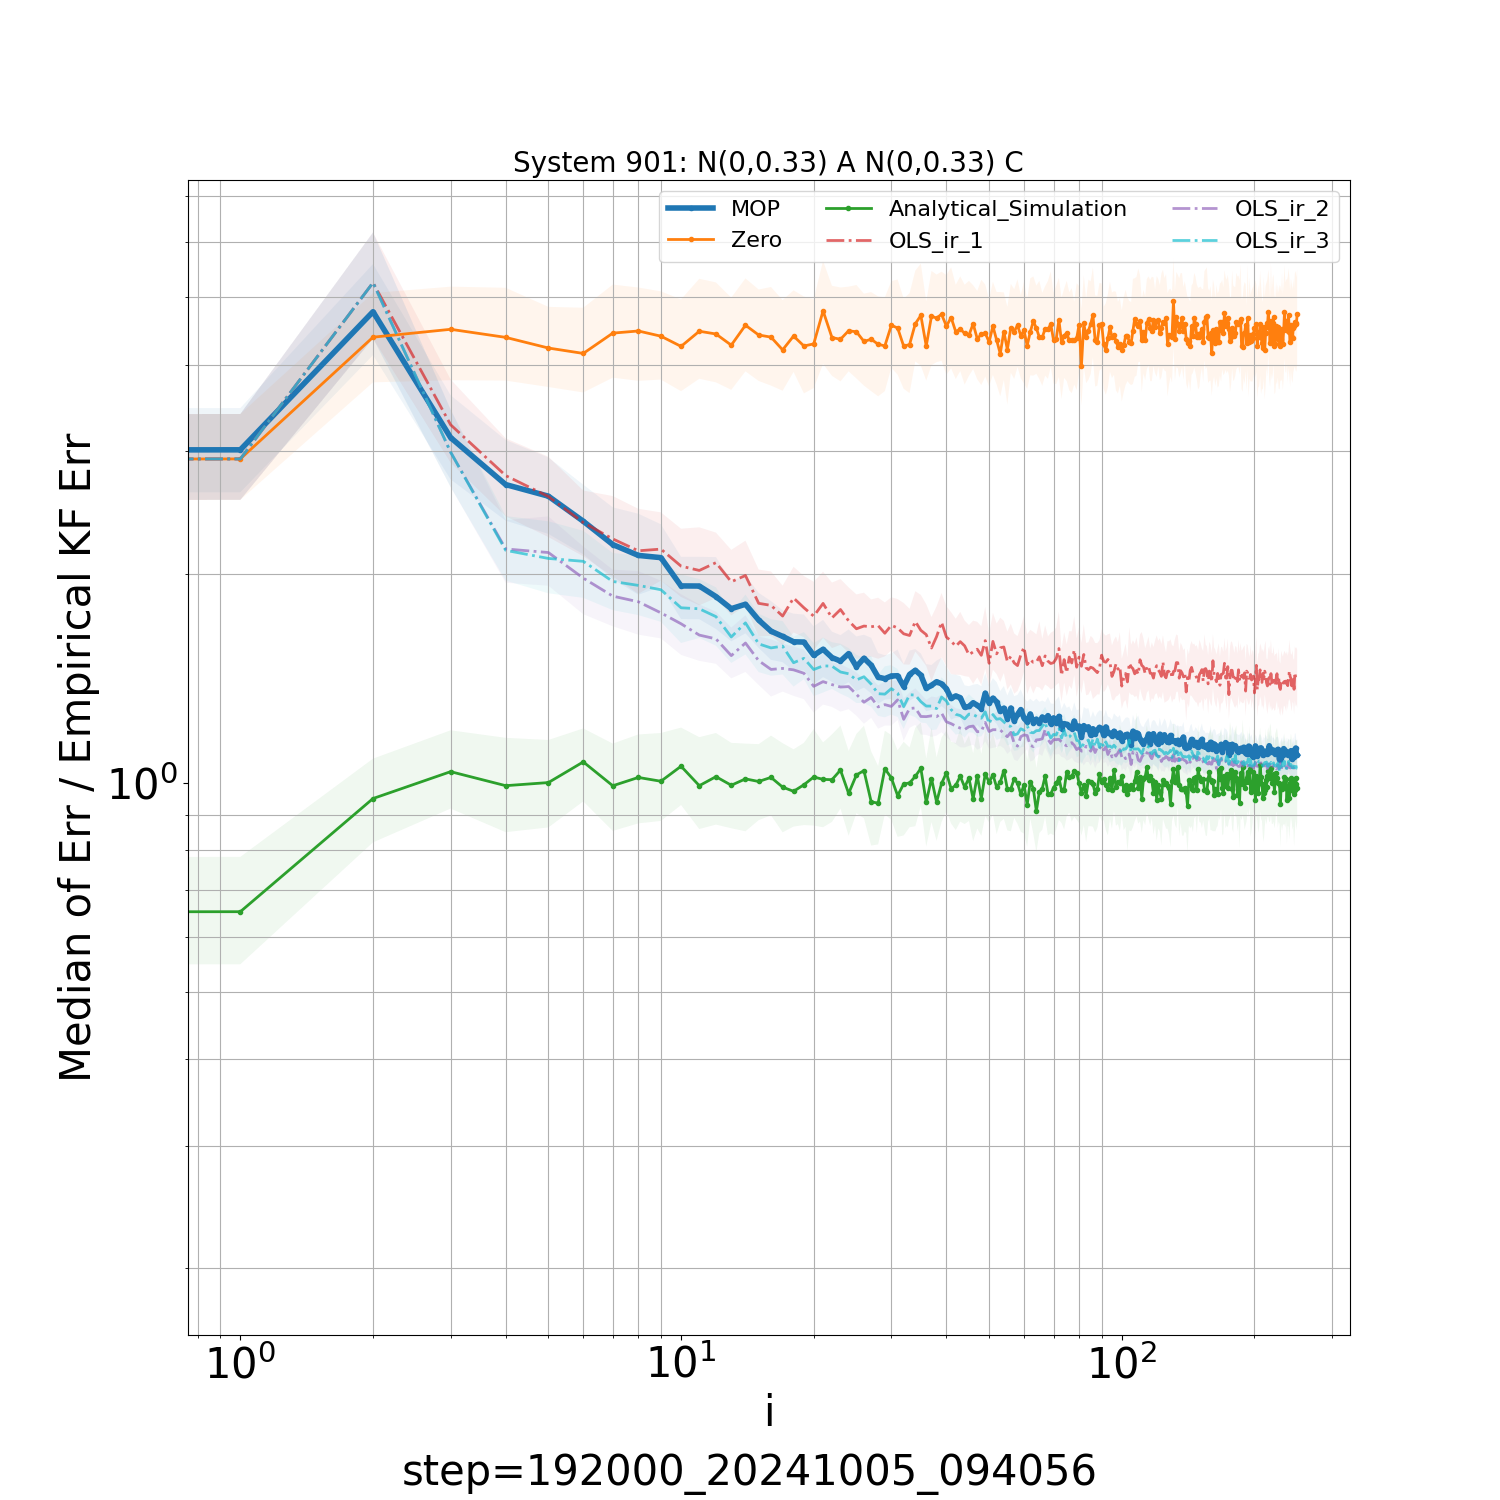 System 901: N(0,0.33) A N(0,0.33) C
MOP
Zero
Analytical_Simulation
OLS_ir_1
OLS_ir_2
OLS_ir_3
Median of Err / Empirical KF Err
10⁰
10⁰
10¹
10²
i
step=192000_20241005_094056